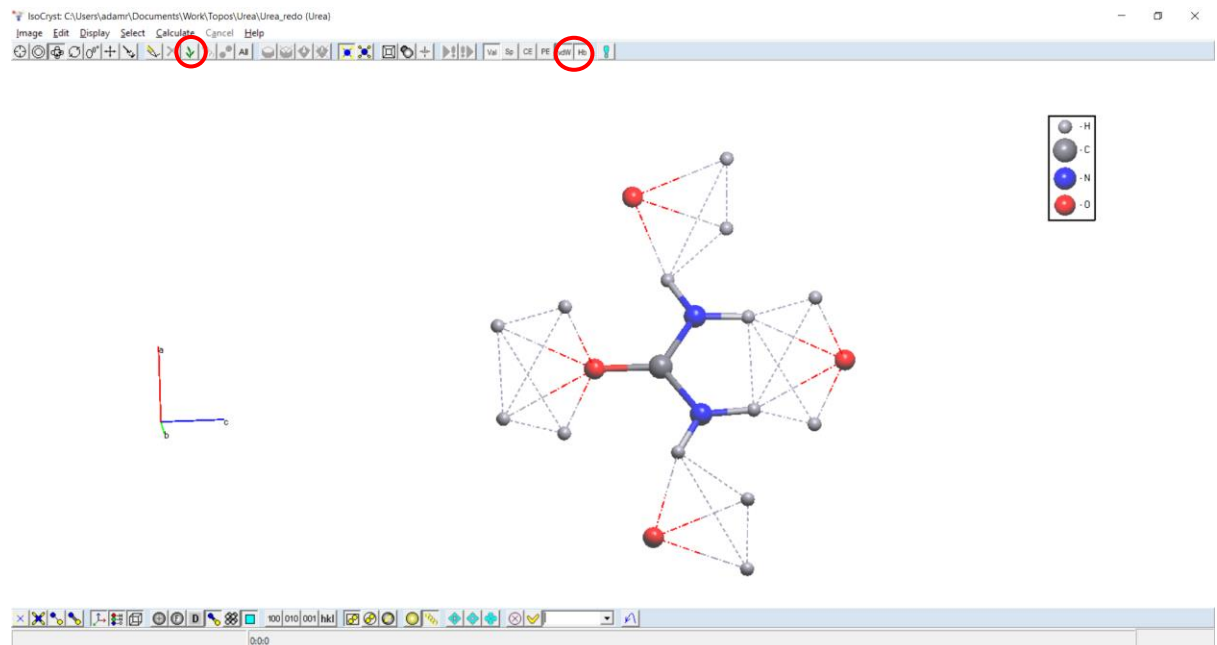 IsoCryst: C:\Users\adamr\Documents\Work\Topos\Urea\Urea_redo (Urea)
Image Edit Display Select Calculate Cancel Help
All Val Sp CE PE vdW Hb
- H
- C
- N
- O
a
c
b
D 100 010 001 hkl
0:0:0